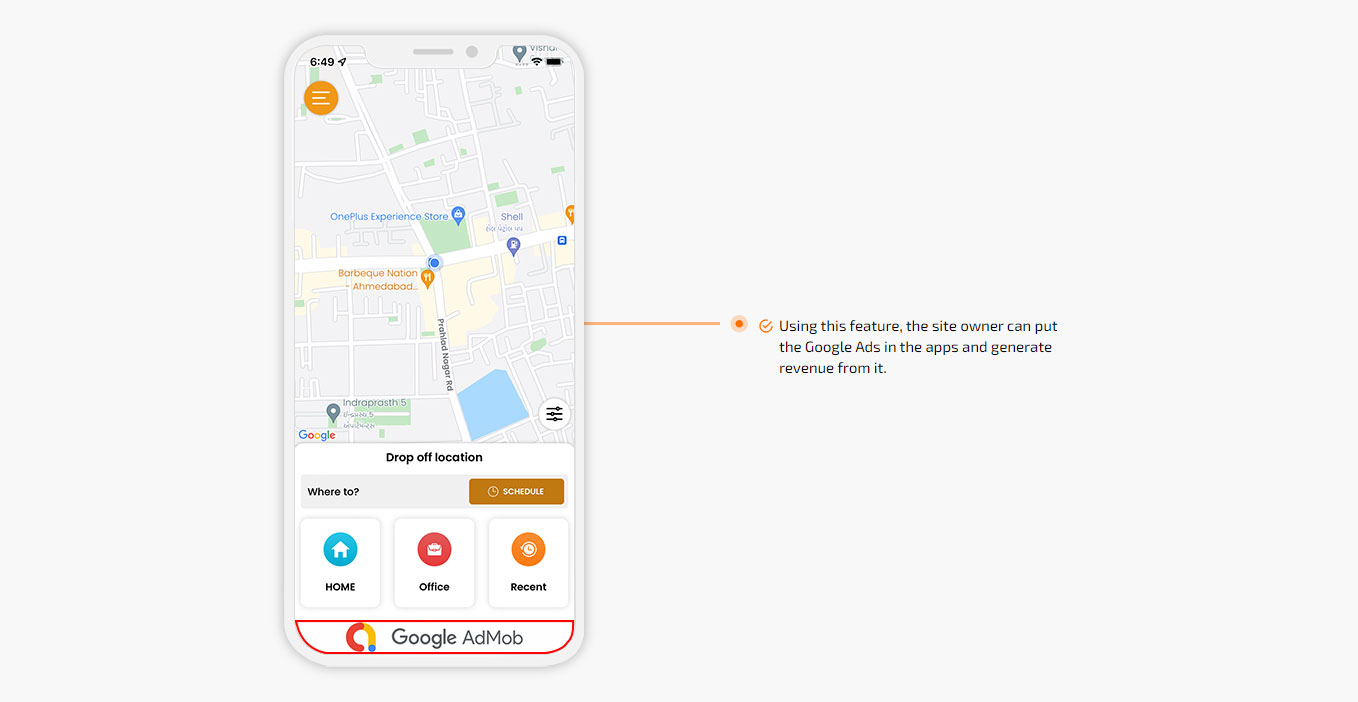 6:49
OnePlus Experience Store
Shell
Barbeque Nation
- Ahmedabad...
Prahlad Nagar Rd
Indraprasth 5
Google
Drop off location
Where to?
SCHEDULE
HOME
Office
Recent
Google AdMob
Using this feature, the site owner can put
the Google Ads in the apps and generate
revenue from it.